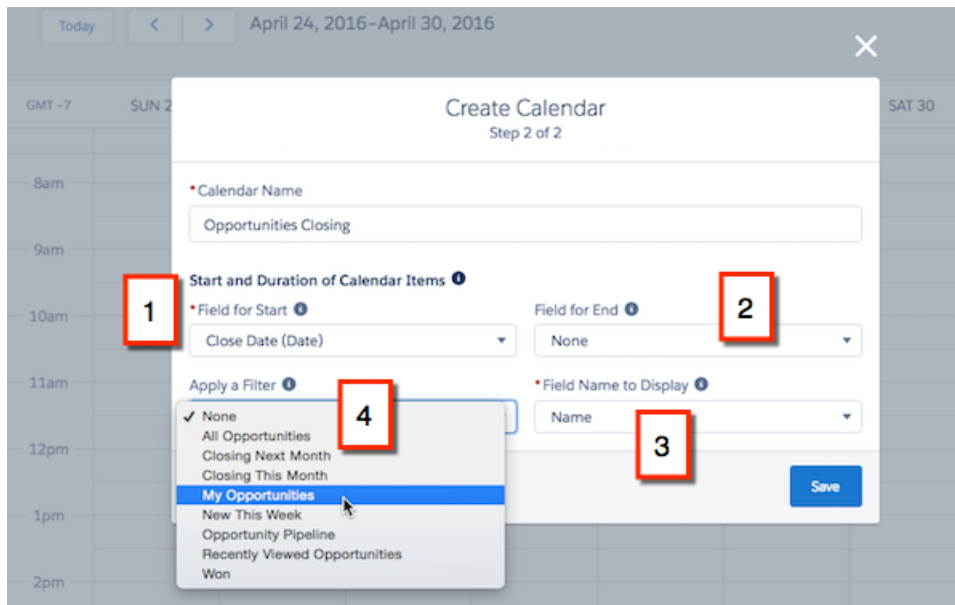 Today < > April 24, 2016–April 30, 2016
Create Calendar
Step 2 of 2
GMT -7 SUN 2 SAT 30
8am
* Calendar Name
Opportunities Closing
9am
Start and Duration of Calendar Items
1
2
10am
* Field for Start
Field for End
Close Date (Date)
None
11am
Apply a Filter
* Field Name to Display
4
✓ None
Name
All Opportunities
12pm
Closing Next Month
3
Closing This Month
My Opportunities
Save
1pm
New This Week
Opportunity Pipeline
Recently Viewed Opportunities
Won
2pm